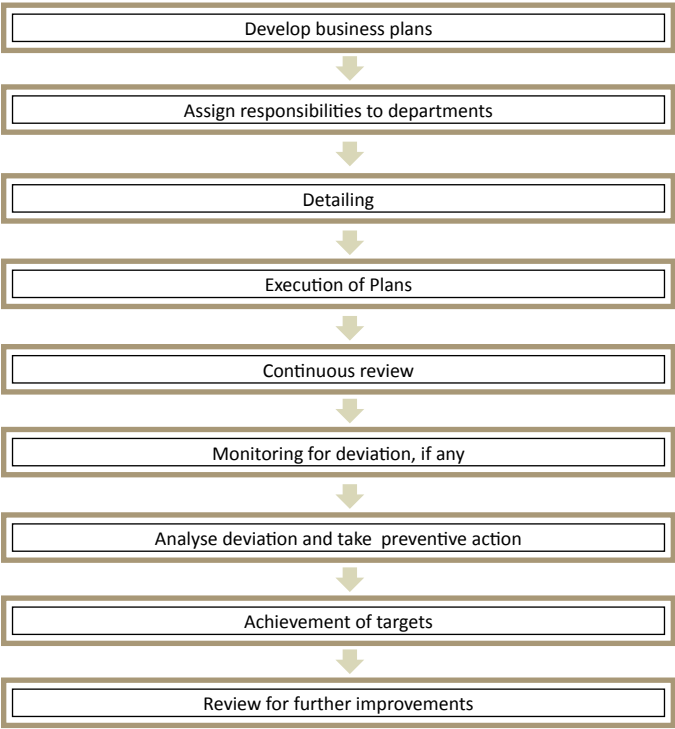 Develop business plans
Assign responsibilities to departments
Detailing
Execution of Plans
Continuous review
Monitoring for deviation, if any
Analyse deviation and take  preventive action
Achievement of targets
Review for further improvements